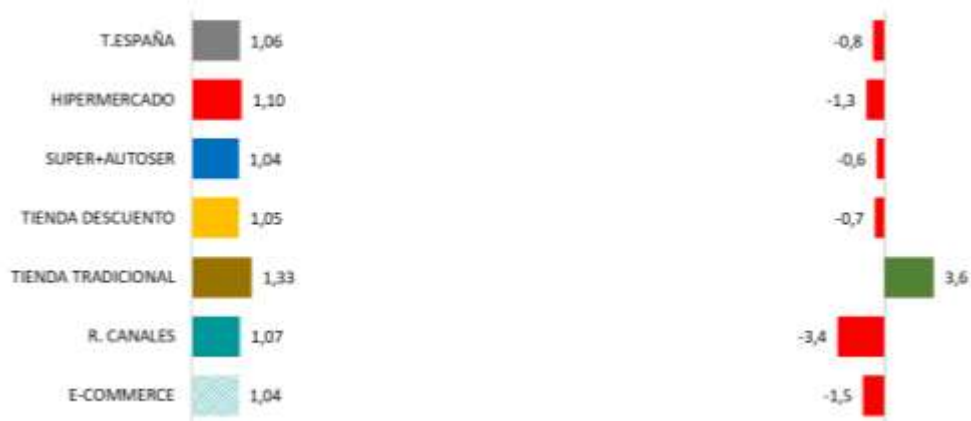 T.ESPAÑA 1,06 -0,8
HIPERMERCADO 1,10 -1,3
SUPER+AUTOSER 1,04 -0,6
TIENDA DESCUENTO 1,05 -0,7
TIENDA TRADICIONAL 1,33 3,6
R. CANALES 1,07 -3,4
E-COMMERCE 1,04 -1,5